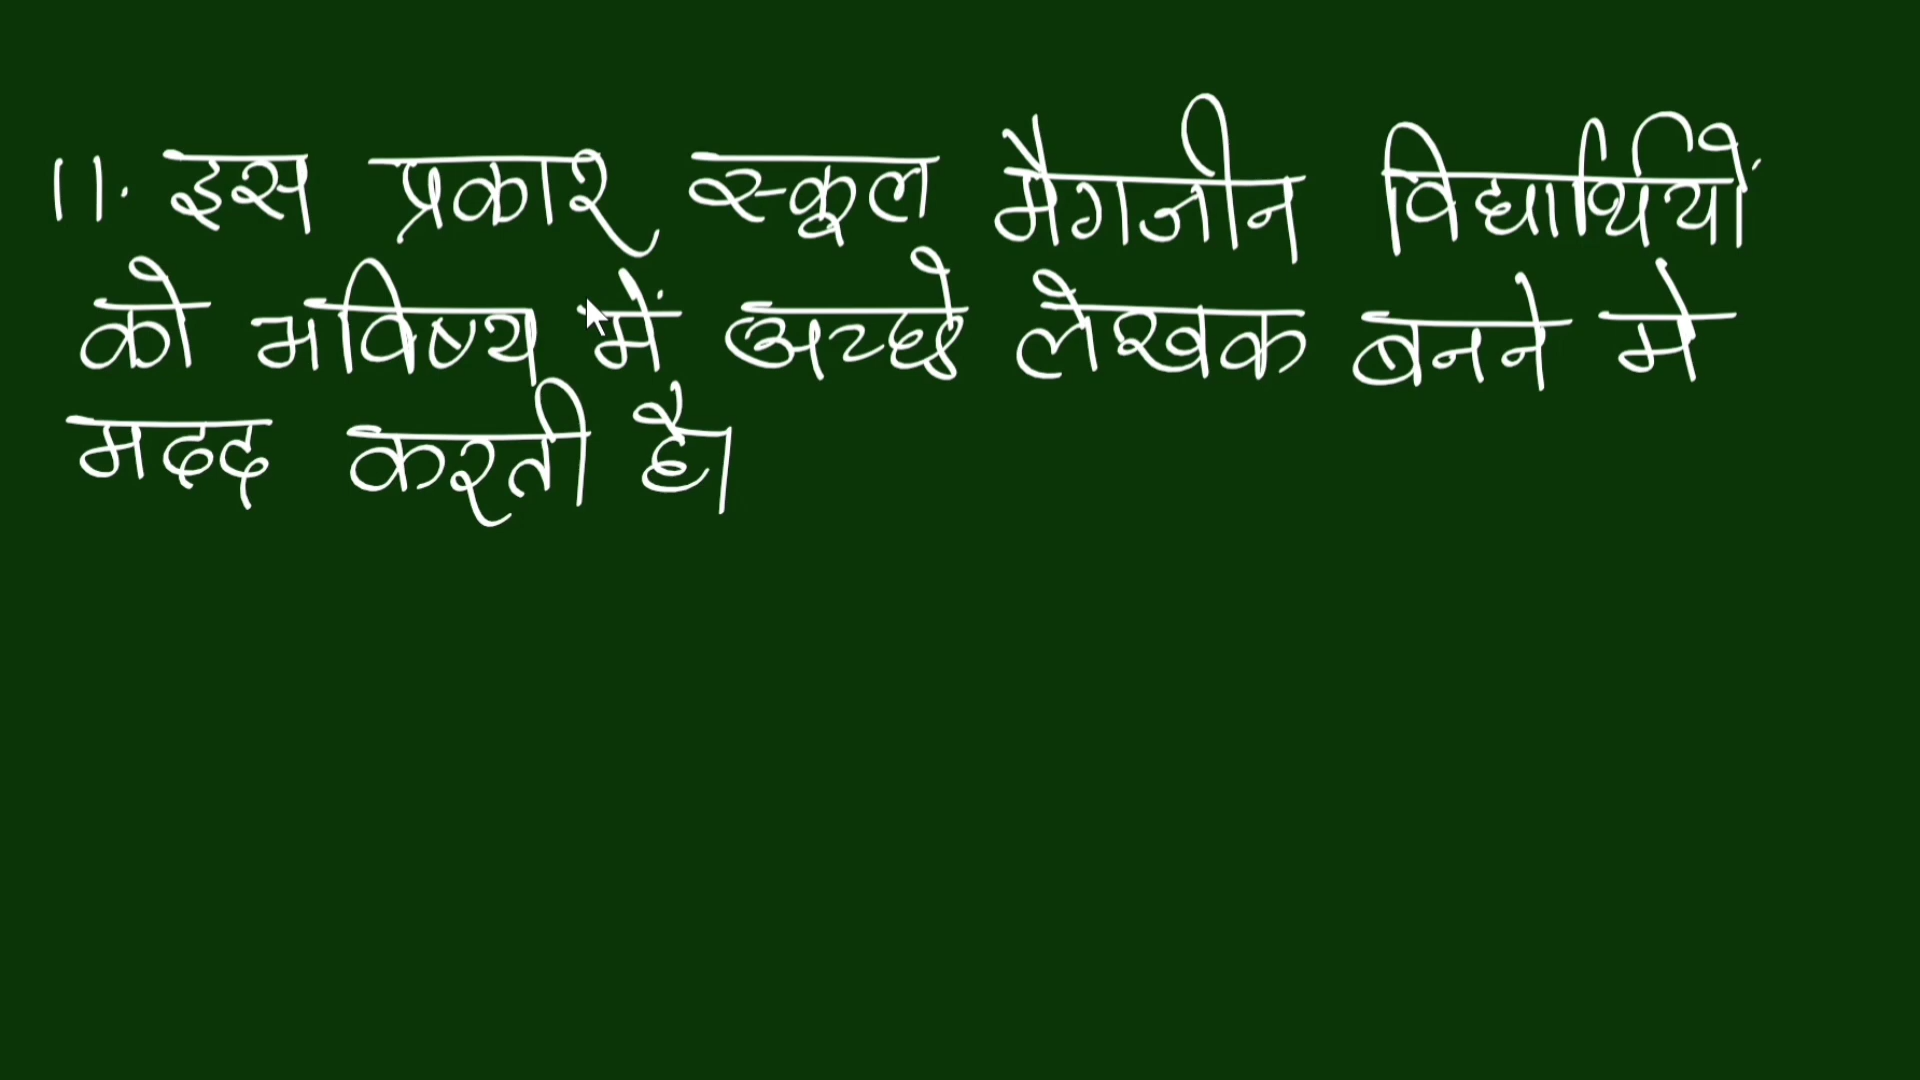 11. इस प्रकार स्कूल मैगजीन विद्यार्थियों
को भविष्य में अच्छे लेखक बनने मे
मदद करती है।